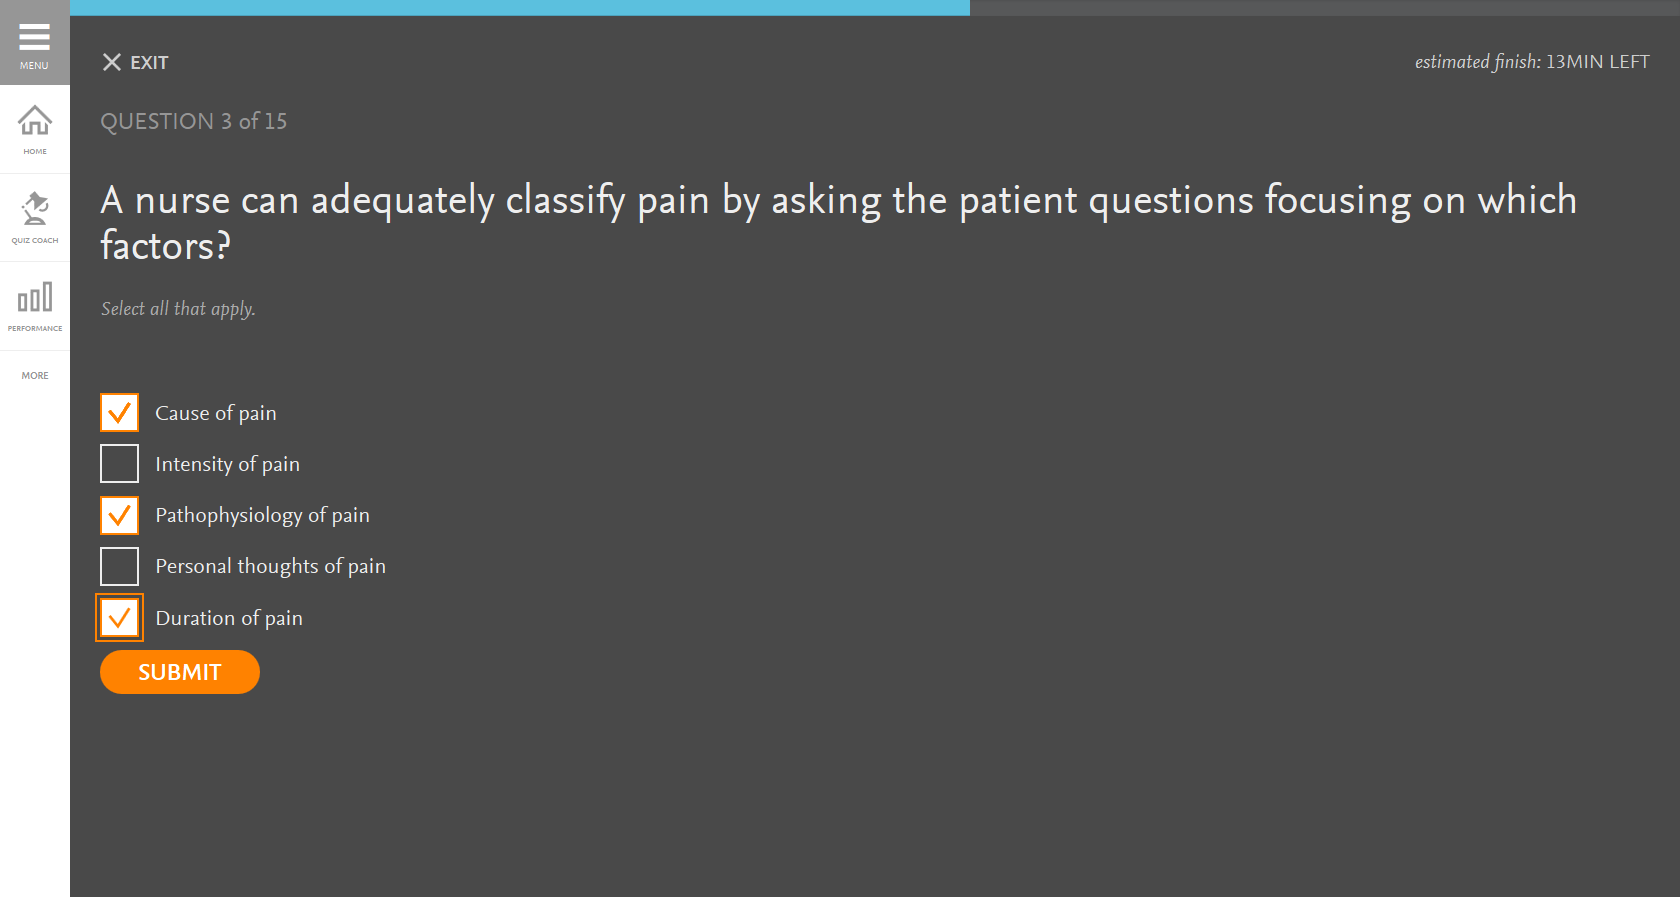 MENU
EXIT
estimated finish: 13MIN LEFT
QUESTION 3 of 15
HOME
A nurse can adequately classify pain by asking the patient questions focusing on which
factors?
QUIZ COACH
Select all that apply.
PERFORMANCE
MORE
Cause of pain
Intensity of pain
Pathophysiology of pain
Personal thoughts of pain
Duration of pain
SUBMIT